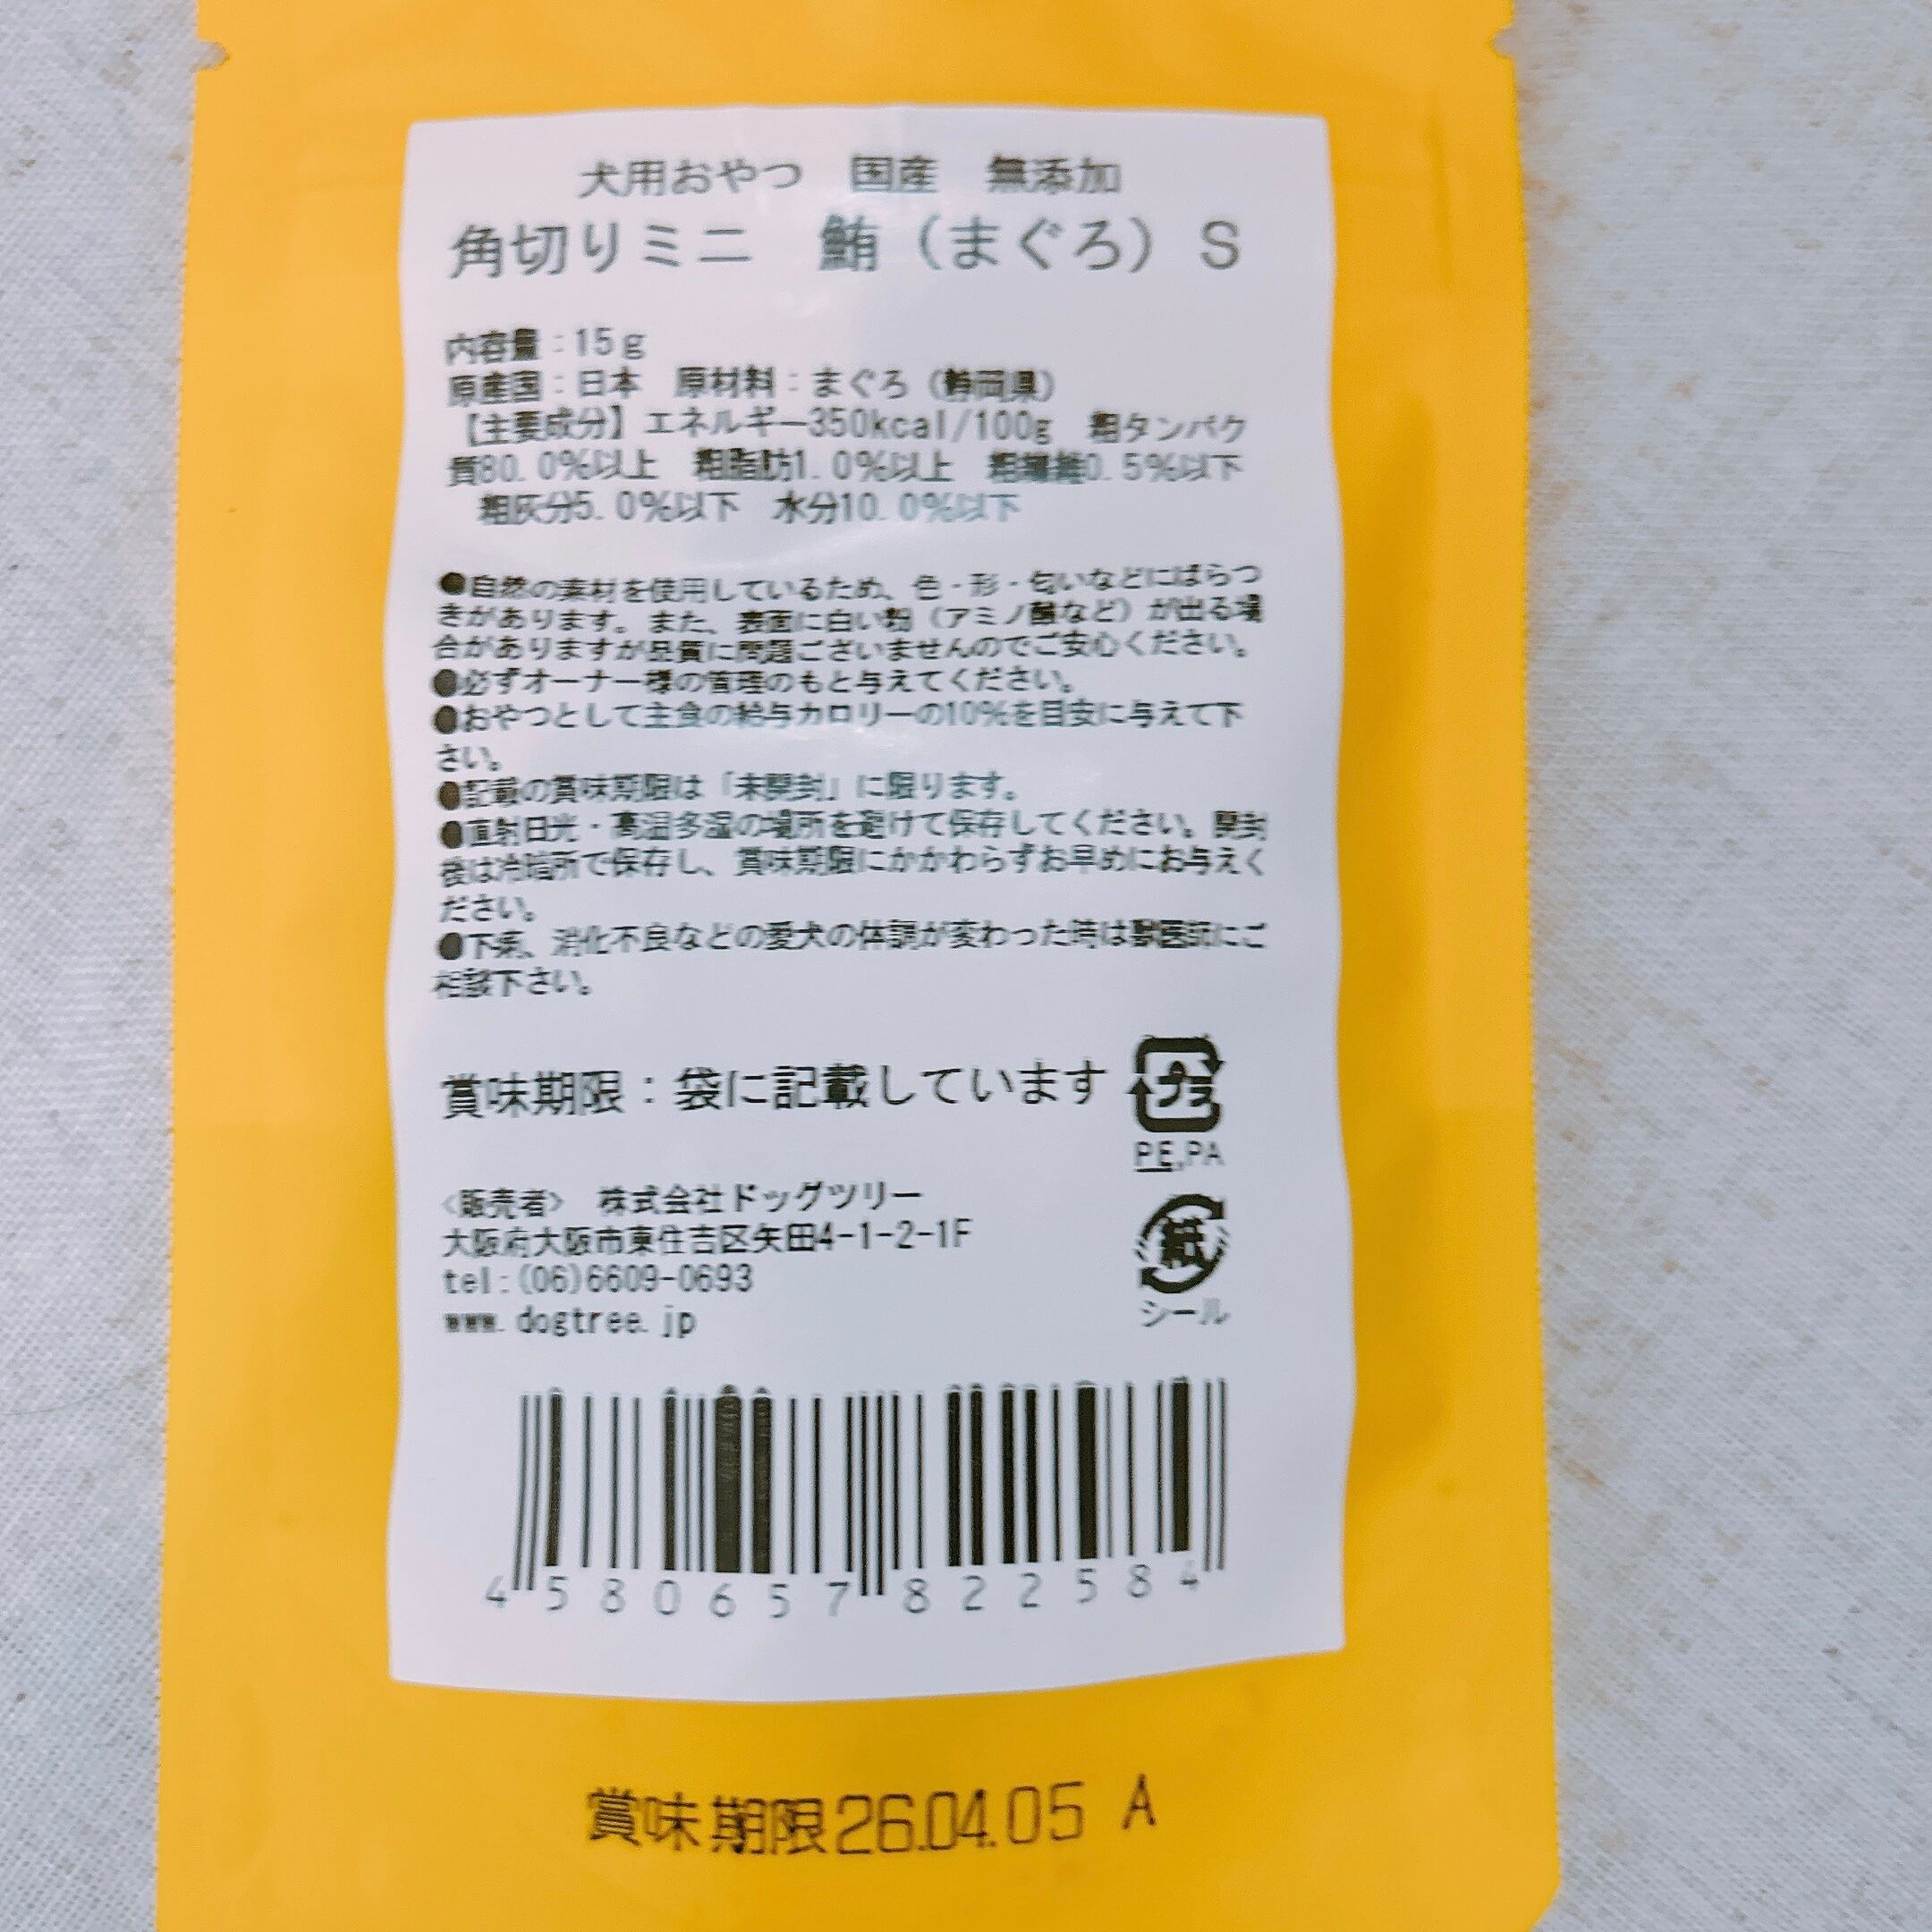 犬用おやつ　国産　無添加
角切りミニ　鮪（まぐろ）S
内容量：15g
原産国：日本　原材料：まぐろ（静岡県）
【主要成分】エネルギー350kcal/100g　粗タンパク
質80.0%以上　粗脂肪1.0%以上　粗繊維0.5%以下
粗灰分5.0%以下　水分10.0%以下
●自然の素材を使用しているため、色・形・匂いなどにばらつ
きがあります。また、表面に白い粉（アミノ酸など）が出る場
合がありますが品質に問題ございませんのでご安心ください。
●必ずオーナー様の管理のもと与えてください。
●おやつとして主食の給与カロリーの10%を目安に与えて下
さい。
●記載の賞味期限は「未開封」に限ります。
●直射日光・高温多湿の場所を避けて保存してください。開封
後は冷暗所で保存し、賞味期限にかかわらずお早めにお与えく
ださい。
●下痢、消化不良などの愛犬の体調が変わった時は獣医師にご
相談下さい。
賞味期限：袋に記載しています
プラ
PE,PA
〈販売者〉　株式会社ドッグツリー
大阪府大阪市東住吉区矢田4-1-2-1F
tel:(06)6609-0693
www.dogtree.jp
紙
シール
4580657822584
賞味期限26.04.05 A